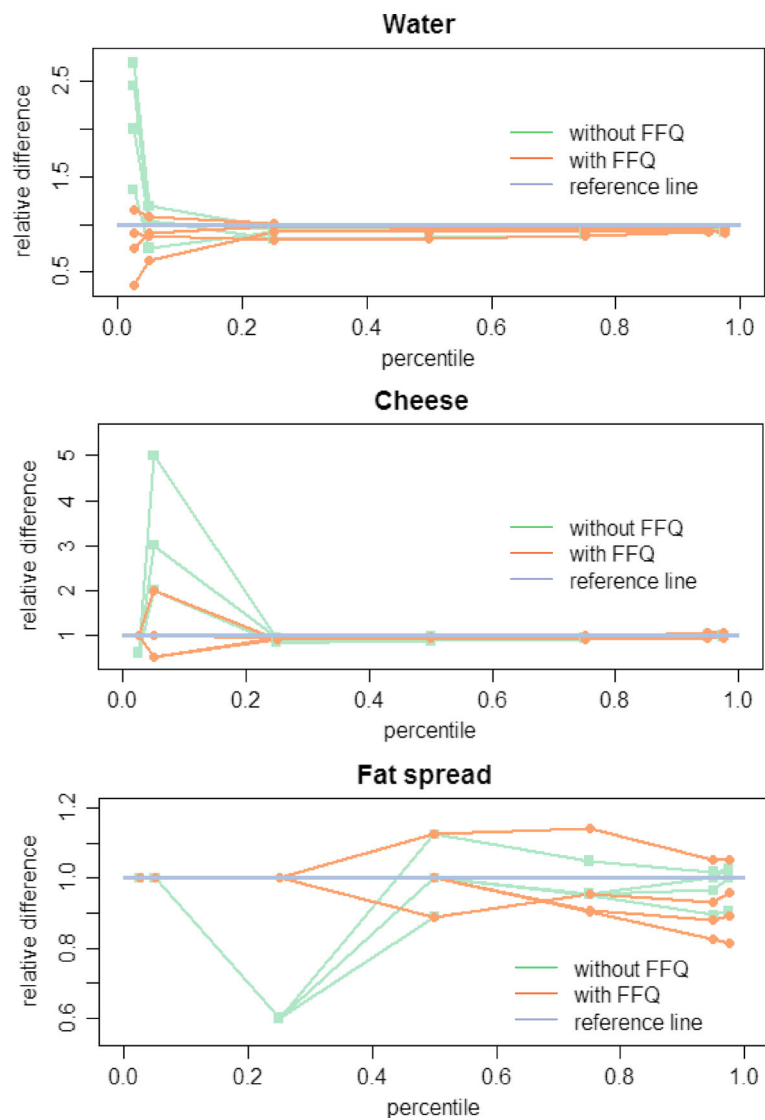 Water
relative difference
2.5
1.5
0.5
without FFQ
with FFQ
reference line
0.0 0.2 0.4 0.6 0.8 1.0
percentile
Cheese
relative difference
5
4
3
2
1
without FFQ
with FFQ
reference line
0.0 0.2 0.4 0.6 0.8 1.0
percentile
Fat spread
relative difference
1.2
1.0
0.8
0.6
without FFQ
with FFQ
reference line
0.0 0.2 0.4 0.6 0.8 1.0
percentile